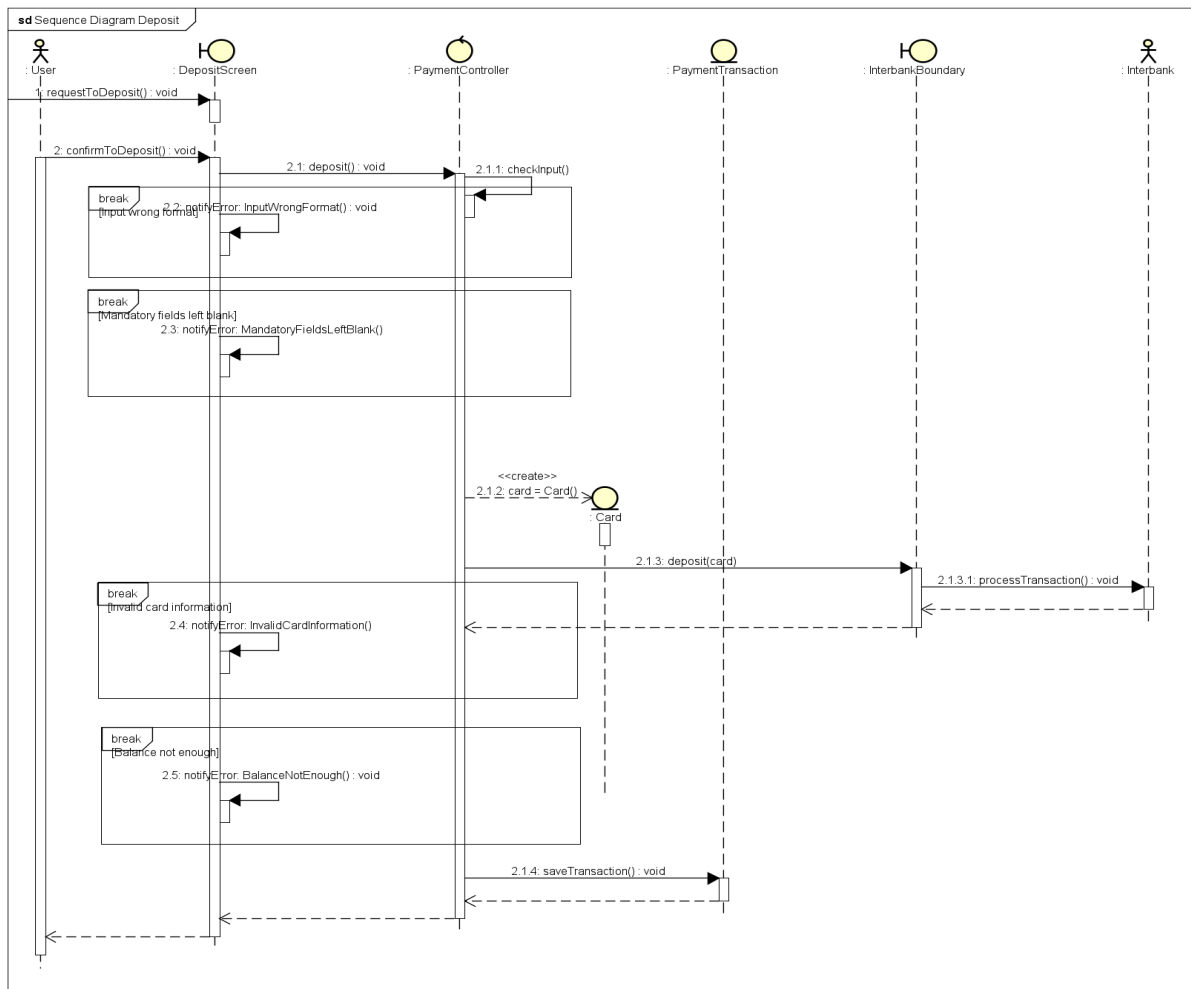 sd Sequence Diagram Deposit
: User
: DepositScreen
: PaymentController
: PaymentTransaction
: InterbankBoundary
: Interbank
1: requestToDeposit() : void
2: confirmToDeposit() : void
2.1: deposit() : void
2.1.1: checkInput()
break
[Input wrong format]
2.2: notifyError: InputWrongFormat() : void
break
[Mandatory fields left blank]
2.3: notifyError: MandatoryFieldsLeftBlank()
<<create>>
2.1.2: card = Card()
: Card
2.1.3: deposit(card)
2.1.3.1: processTransaction() : void
break
[Invalid card information]
2.4: notifyError: InvalidCardInformation()
break
[Balance not enough]
2.5: notifyError: BalanceNotEnough() : void
2.1.4: saveTransaction() : void